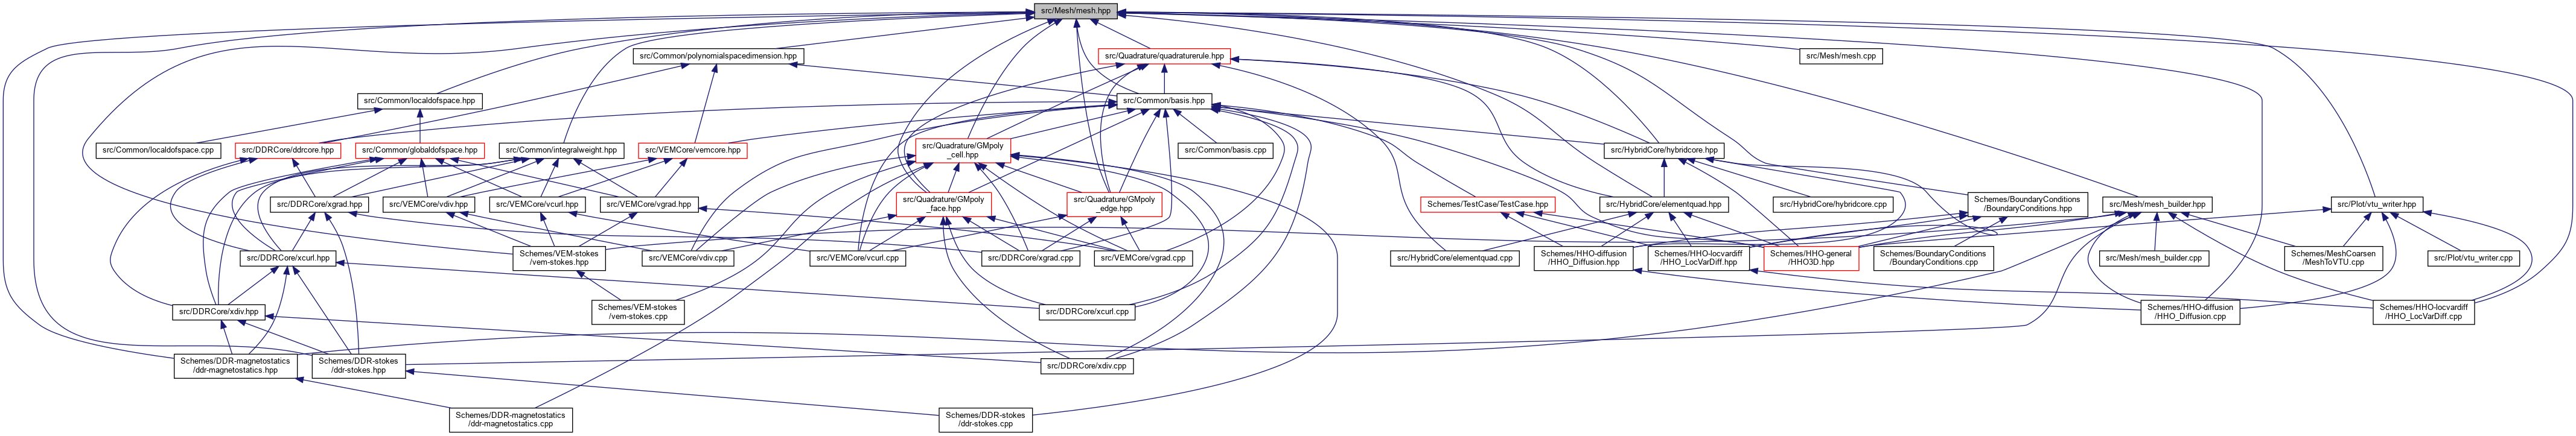 src/Mesh/mesh.hpp
src/Common/polynomialspacedimension.hpp
src/Quadrature/quadraturerule.hpp
src/Mesh/mesh.cpp
src/Common/localdofspace.hpp
src/Common/basis.hpp
src/Common/localdofspace.cpp
src/DDRCore/ddrcore.hpp
src/Common/globaldofspace.hpp
src/Common/integralweight.hpp
src/VEMCore/vemcore.hpp
src/Quadrature/GMpoly
_cell.hpp
src/Common/basis.cpp
src/HybridCore/hybridcore.hpp
src/DDRCore/xgrad.hpp
src/VEMCore/vdiv.hpp
src/VEMCore/vcurl.hpp
src/VEMCore/vgrad.hpp
src/Quadrature/GMpoly
_face.hpp
src/Quadrature/GMpoly
_edge.hpp
Schemes/TestCase/TestCase.hpp
src/HybridCore/elementquad.hpp
src/HybridCore/hybridcore.cpp
Schemes/BoundaryConditions
/BoundaryConditions.hpp
src/Mesh/mesh_builder.hpp
src/Plot/vtu_writer.hpp
src/DDRCore/xcurl.hpp
Schemes/VEM-stokes
/vem-stokes.hpp
src/VEMCore/vdiv.cpp
src/VEMCore/vcurl.cpp
src/DDRCore/xgrad.cpp
src/VEMCore/vgrad.cpp
src/HybridCore/elementquad.cpp
Schemes/HHO-diffusion
/HHO_Diffusion.hpp
Schemes/HHO-locvardiff
/HHO_LocVarDiff.hpp
Schemes/HHO-general
/HHO3D.hpp
Schemes/BoundaryConditions
/BoundaryConditions.cpp
src/Mesh/mesh_builder.cpp
Schemes/MeshCoarsen
/MeshToVTU.cpp
src/Plot/vtu_writer.cpp
src/DDRCore/xdiv.hpp
Schemes/VEM-stokes
/vem-stokes.cpp
src/DDRCore/xcurl.cpp
Schemes/HHO-diffusion
/HHO_Diffusion.cpp
Schemes/HHO-locvardiff
/HHO_LocVarDiff.cpp
Schemes/DDR-magnetostatics
/ddr-magnetostatics.hpp
Schemes/DDR-stokes
/ddr-stokes.hpp
src/DDRCore/xdiv.cpp
Schemes/DDR-magnetostatics
/ddr-magnetostatics.cpp
Schemes/DDR-stokes
/ddr-stokes.cpp